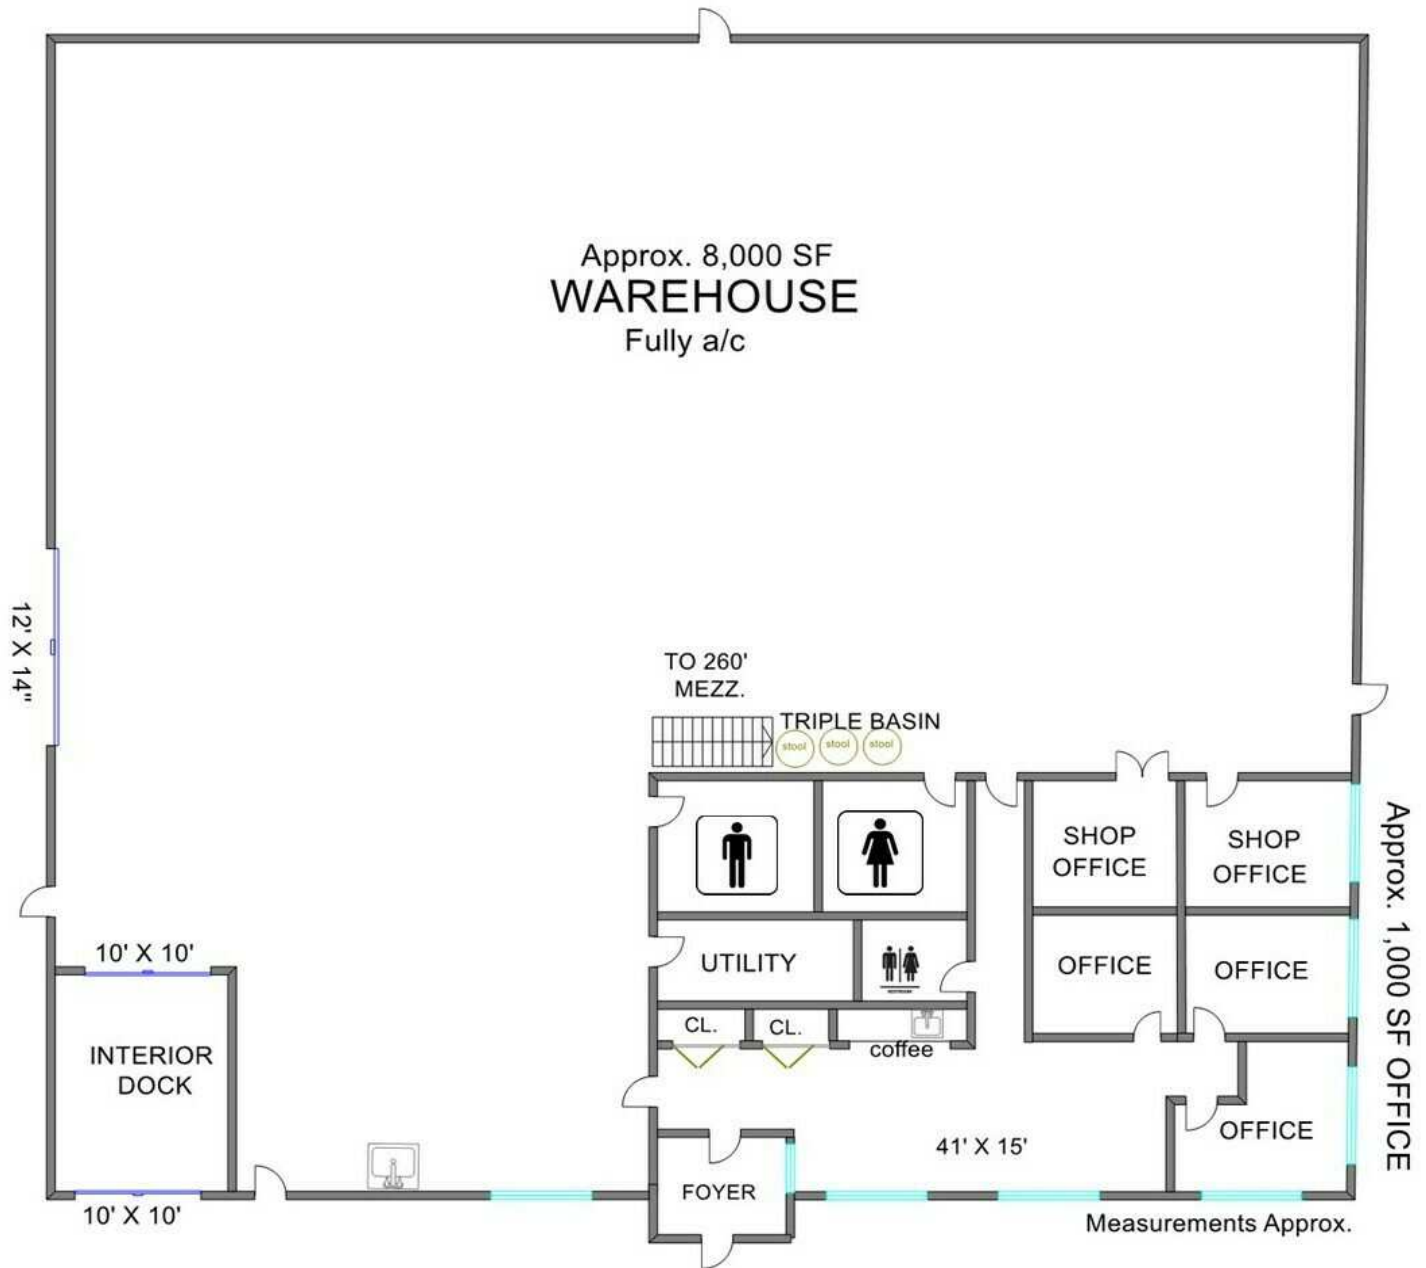 Approx. 8,000 SF
WAREHOUSE
Fully a/c
12' X 14"
TO 260'
MEZZ.
TRIPLE BASIN
stool
stool
stool
SHOP
OFFICE
SHOP
OFFICE
Approx. 1,000 SF OFFICE
10' X 10'
UTILITY
OFFICE
OFFICE
CL.
CL.
coffee
INTERIOR
DOCK
41' X 15'
OFFICE
FOYER
10' X 10'
Measurements Approx.